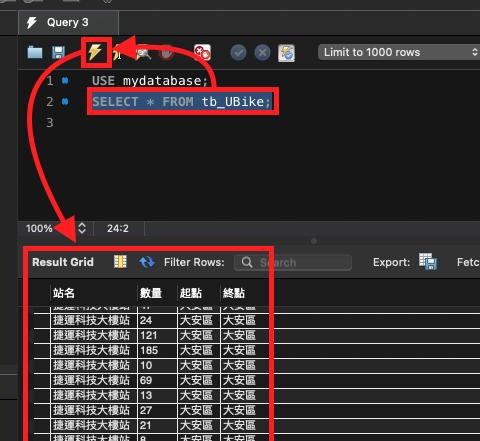 Query 3
Limit to 1000 rows
1 USE mydatabase;
2 SELECT * FROM tb_UBike;
3
100% 24:2
Result Grid Filter Rows: Search Export: Fetc
站名 數量 起點 終點
捷運科技大樓站 大安區 大安區
捷運科技大樓站 24 大安區 大安區
捷運科技大樓站 121 大安區 大安區
捷運科技大樓站 185 大安區 大安區
捷運科技大樓站 10 大安區 大安區
捷運科技大樓站 69 大安區 大安區
捷運科技大樓站 13 大安區 大安區
捷運科技大樓站 27 大安區 大安區
捷運科技大樓站 21 大安區 大安區
捷運科技大樓站 8 大安區 大安區